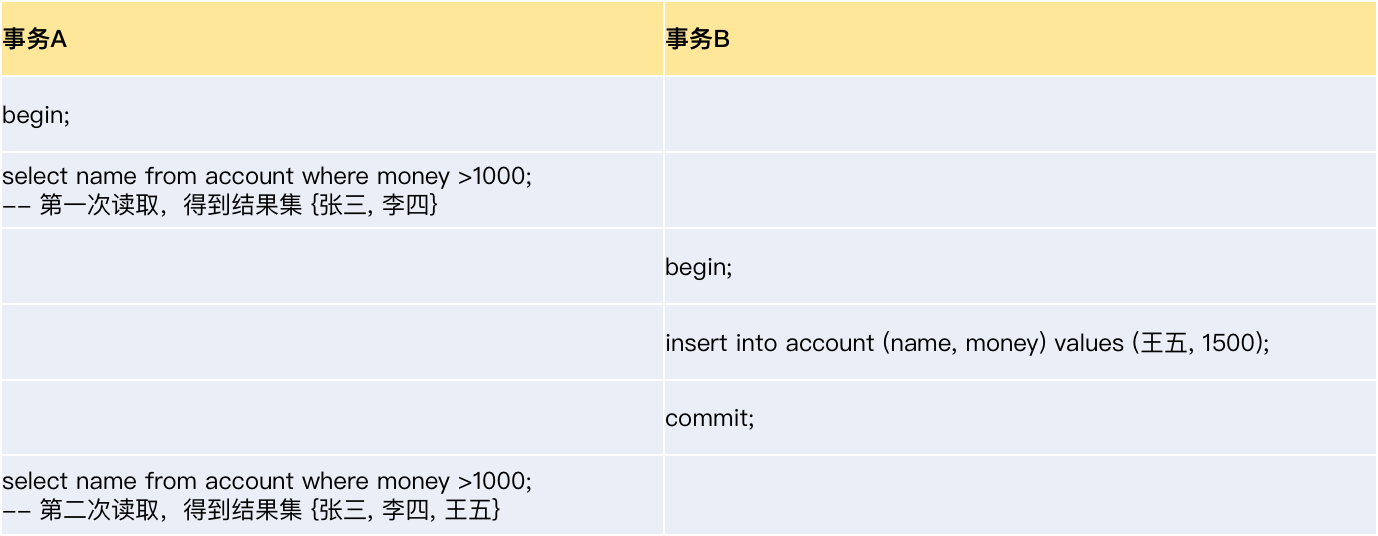 事务A
事务B
begin;
select name from account where money >1000;
-- 第一次读取，得到结果集 {张三, 李四}
begin;
insert into account (name, money) values (王五, 1500);
commit;
select name from account where money >1000;
-- 第二次读取，得到结果集 {张三, 李四, 王五}